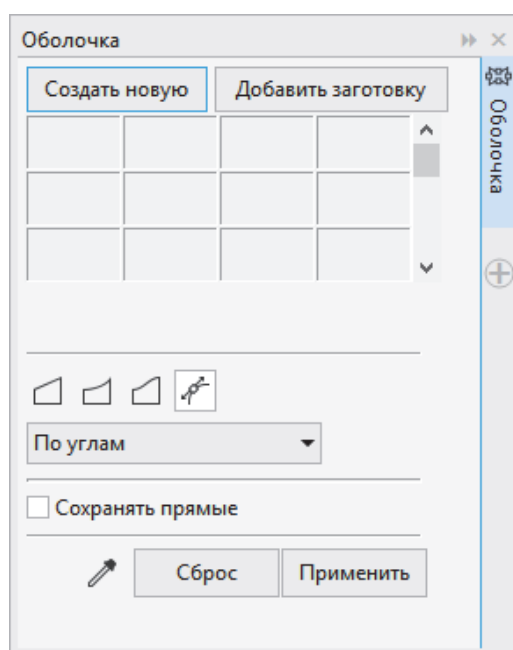 Оболочка
Создать новую
Добавить заготовку
Оболочка
По углам
Сохранять прямые
Сброс
Применить